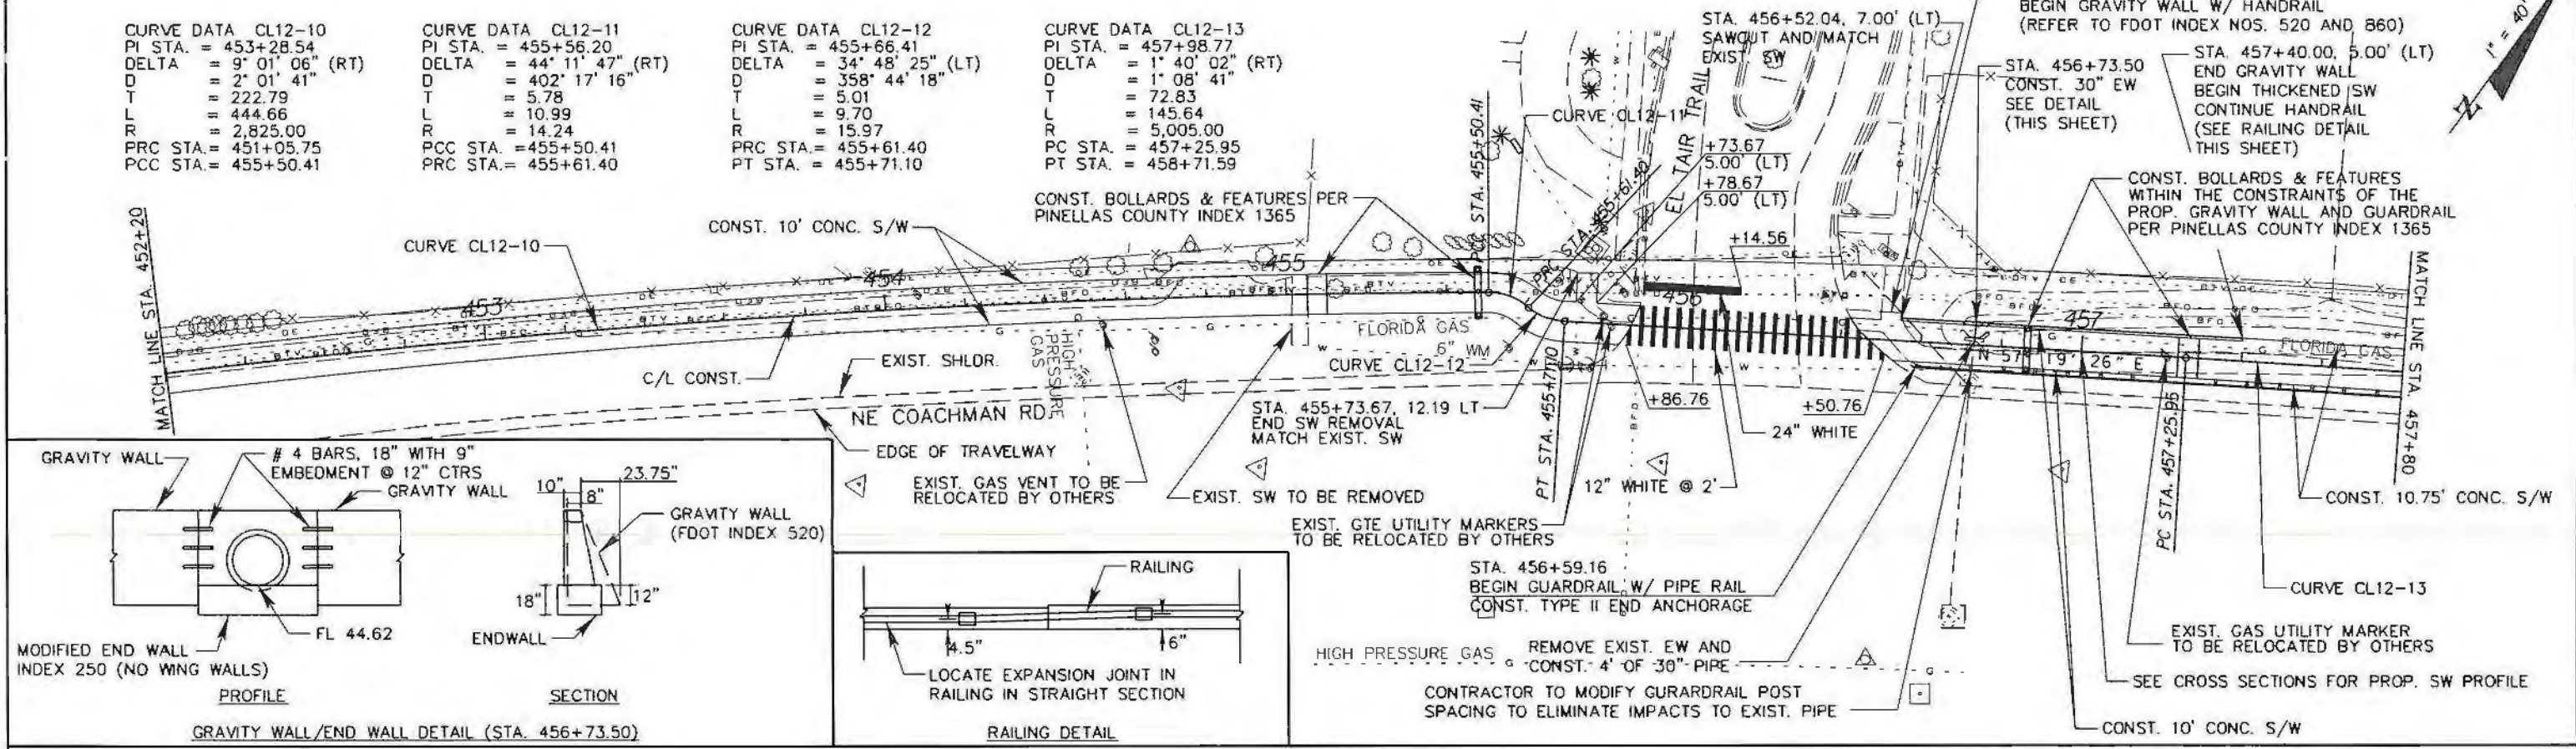 CURVE DATA CL12-10
PI STA. = 453+28.54
DELTA = 9° 01' 06" (RT)
D = 2° 01' 41"
T = 222.79
L = 444.66
R = 2,825.00
PRC STA.= 451+05.75
PCC STA.= 455+50.41
CURVE DATA CL12-11
PI STA. = 455+56.20
DELTA = 44° 11' 47" (RT)
D = 402° 17' 16"
T = 5.78
L = 10.99
R = 14.24
PCC STA. =455+50.41
PRC STA.= 455+61.40
CURVE DATA CL12-12
PI STA. = 455+66.41
DELTA = 34° 48' 25" (LT)
D = 358° 44' 18"
T = 5.01
L = 9.70
R = 15.97
PRC STA.= 455+61.40
PT STA. = 455+71.10
CURVE DATA CL12-13
PI STA. = 457+98.77
DELTA = 1° 40' 02" (RT)
D = 1° 08' 41"
T = 72.83
L = 145.64
R = 5,005.00
PC STA. = 457+25.95
PT STA. = 458+71.59
STA. 456+52.04, 7.00' (LT)
SAWCUT AND MATCH
EXIST. SW
BEGIN GRAVITY WALL W/ HANDRAIL
(REFER TO FDOT INDEX NOS. 520 AND 860)
STA. 456+73.50
CONST. 30" EW
SEE DETAIL
(THIS SHEET)
STA. 457+40.00, 5.00' (LT)
END GRAVITY WALL
BEGIN THICKENED SW
CONTINUE HANDRAIL
(SEE RAILING DETAIL
THIS SHEET)
1" = 40'
N
CONST. BOLLARDS & FEATURES
WITHIN THE CONSTRAINTS OF THE
PROP. GRAVITY WALL AND GUARDRAIL
PER PINELLAS COUNTY INDEX 1365
CONST. BOLLARDS & FEATURES PER
PINELLAS COUNTY INDEX 1365
CONST. 10' CONC. S/W
CURVE CL12-10
MATCH LINE STA. 452+20
453
454
455
456
457
PCC STA. 455+50.41
CURVE CL12-11
PRC STA. 455+61.40
EL TAIR TRAIL
+73.67
5.00' (LT)
+78.67
5.00' (LT)
+14.56
MATCH LINE STA. 457+80
C/L CONST.
EXIST. SHLDR.
NE COACHMAN RD.
EDGE OF TRAVELWAY
HIGH
PRESSURE
GAS
FLORIDA GAS
6" WM
CURVE CL12-12
EXIST. GAS VENT TO BE
RELOCATED BY OTHERS
EXIST. SW TO BE REMOVED
STA. 455+73.67, 12.19 LT
END SW REMOVAL
MATCH EXIST. SW
PT STA. 455+71.10
+86.76
+50.76
24" WHITE
12" WHITE @ 2'
N 57° 19' 26" E
FLORIDA GAS
PC STA. 457+25.95
CONST. 10.75' CONC. S/W
EXIST. GTE UTILITY MARKERS
TO BE RELOCATED BY OTHERS
STA. 456+59.16
BEGIN GUARDRAIL W/ PIPE RAIL
CONST. TYPE II END ANCHORAGE
HIGH PRESSURE GAS
REMOVE EXIST. EW AND
CONST. 4' OF 30" PIPE
CONTRACTOR TO MODIFY GURARDRAIL POST
SPACING TO ELIMINATE IMPACTS TO EXIST. PIPE
CURVE CL12-13
EXIST. GAS UTILITY MARKER
TO BE RELOCATED BY OTHERS
SEE CROSS SECTIONS FOR PROP. SW PROFILE
CONST. 10' CONC. S/W
GRAVITY WALL
# 4 BARS, 18" WITH 9"
EMBEDMENT @ 12" CTRS
GRAVITY WALL
FL 44.62
MODIFIED END WALL
INDEX 250 (NO WING WALLS)
PROFILE
10"
8"
23.75"
GRAVITY WALL
(FDOT INDEX 520)
18"
12"
ENDWALL
SECTION
GRAVITY WALL/END WALL DETAIL (STA. 456+73.50)
RAILING
4.5"
6"
LOCATE EXPANSION JOINT IN
RAILING IN STRAIGHT SECTION
RAILING DETAIL